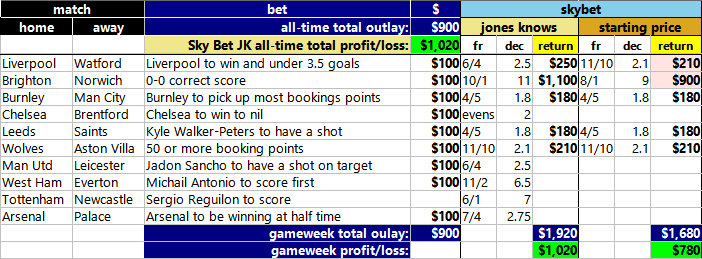 match bet $ skybet
home away all-time total outlay: $900 jones knows starting price
Sky Bet JK all-time total profit/loss: $1,020 fr dec return fr dec return
Liverpool Watford Liverpool to win and under 3.5 goals $100 6/4 2.5 $250 11/10 2.1 $210
Brighton Norwich 0-0 correct score $100 10/1 11 $1,100 8/1 9 $900
Burnley Man City Burnley to pick up most bookings points $100 4/5 1.8 $180 4/5 1.8 $180
Chelsea Brentford Chelsea to win to nil $100 evens 2
Leeds Saints Kyle Walker-Peters to have a shot $100 4/5 1.8 $180 4/5 1.8 $180
Wolves Aston Villa 50 or more booking points $100 11/10 2.1 $210 11/10 2.1 $210
Man Utd Leicester Jadon Sancho to have a shot on target $100 6/4 2.5
West Ham Everton Michail Antonio to score first $100 11/2 6.5
Tottenham Newcastle Sergio Reguilon to score 6/1 7
Arsenal Palace Arsenal to be winning at half time $100 7/4 2.75
gameweek total oulay: $900 $1,920 $1,680
gameweek profit/loss: $1,020 $780